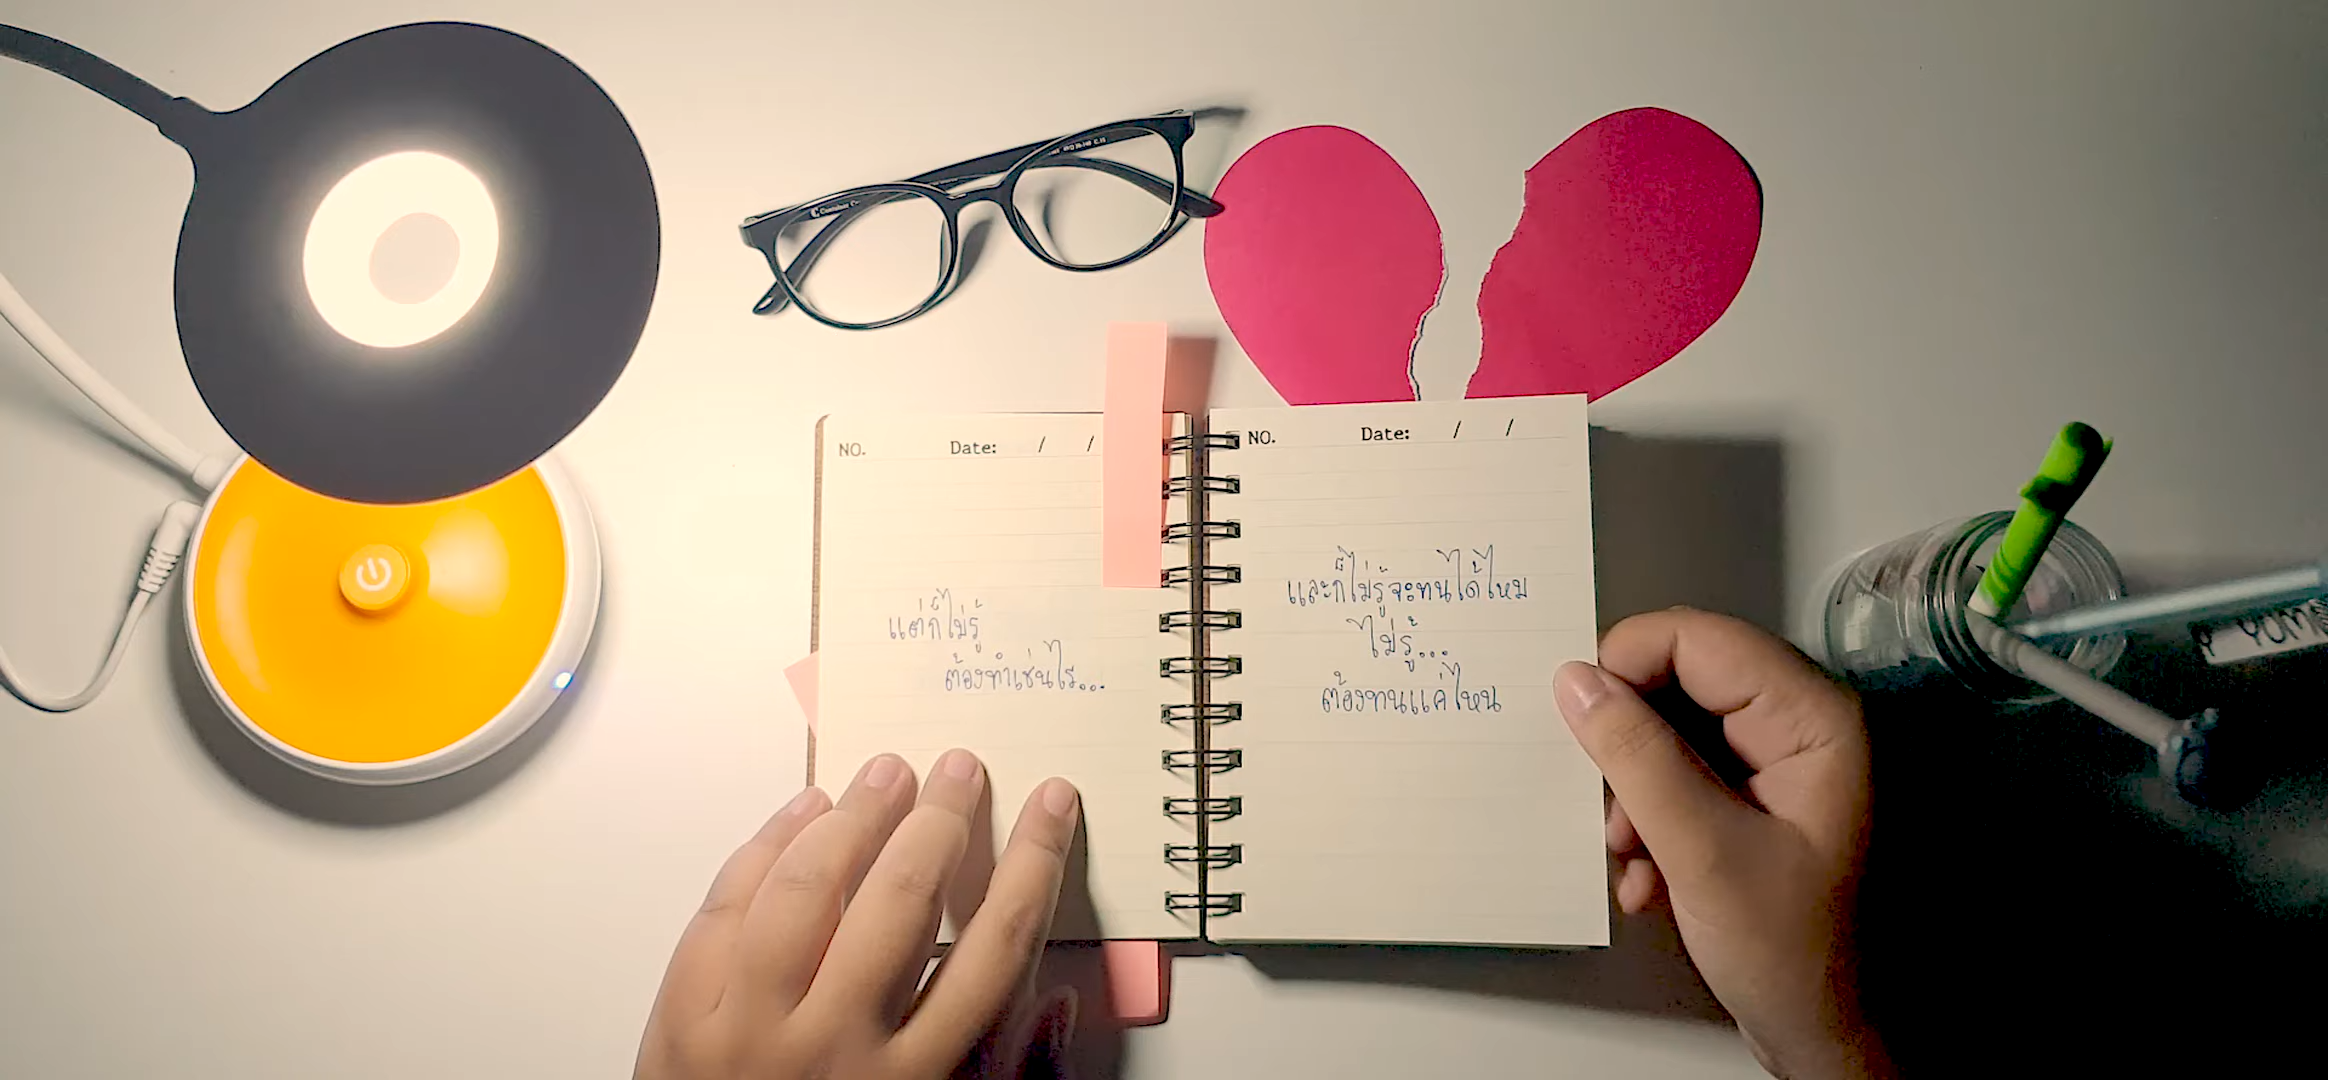 NO. Date: / /
แต่ก็ไม่รู้
ต้องทำเช่นไร...
NO. Date: / /
และก็ไม่รู้จะทนได้ไหม
ไม่รู้...
ต้องทนแค่ไหน